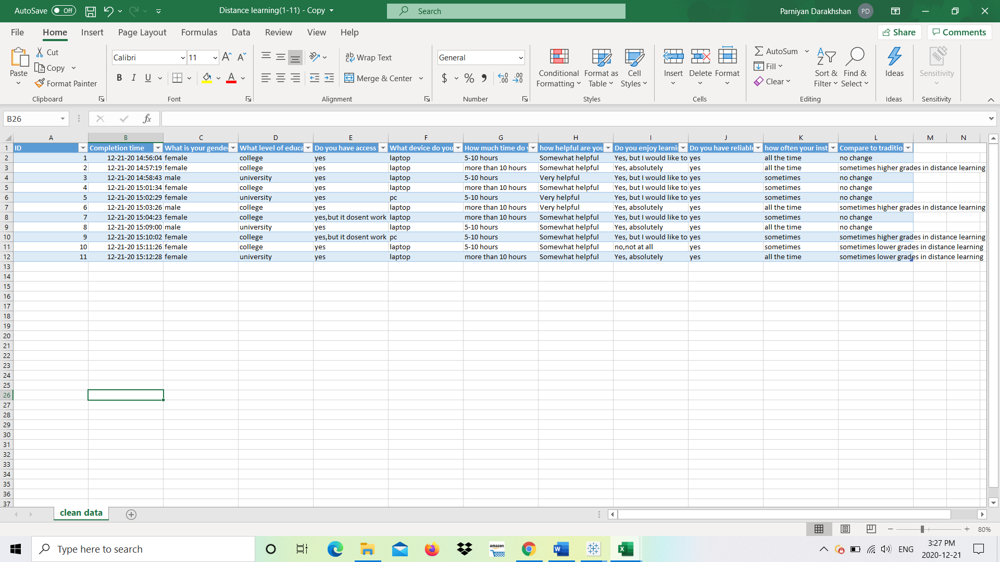 AutoSave Off Distance learning(1-11) - Copy Search Parniyan Darakhshan PD
File Home Insert Page Layout Formulas Data Review View Help Share Comments
Paste Cut Copy Format Painter Clipboard
Calibri 11 A A B I U A Font
ab Wrap Text Merge & Center Alignment
General $ % 9 .00 .00 Number
Conditional Formatting Format as Table Cell Styles Styles
Insert Delete Format Cells
AutoSum Fill Clear Sort & Filter Find & Select Editing
Ideas Ideas
Sensitivity Sensitivity
B26 fx
A B C D E F G H I J K L M N
1 ID Completion time What is your gender What level of educa Do you have access What device do you How much time do y how helpful are you Do you enjoy learni Do you have reliabl how often your inst Compare to traditio
2 1 12-21-20 14:56:04 female college yes laptop 5-10 hours Somewhat helpful Yes, but I would like to yes all the time no change
3 2 12-21-20 14:57:19 female college yes laptop more than 10 hours Somewhat helpful Yes, absolutely yes all the time sometimes higher grades in distance learning
4 3 12-21-20 14:58:43 male university yes laptop 5-10 hours Very helpful Yes, but I would like to yes sometimes no change
5 4 12-21-20 15:01:34 female college yes laptop more than 10 hours Somewhat helpful Yes, but I would like to yes sometimes no change
6 5 12-21-20 15:02:29 female university yes pc 5-10 hours Very helpful Yes, but I would like to yes sometimes no change
7 6 12-21-20 15:03:26 male college yes laptop more than 10 hours Very helpful Yes, absolutely yes all the time sometimes higher grades in distance learning
8 7 12-21-20 15:04:23 female college yes,but it dosent work laptop more than 10 hours Somewhat helpful Yes, but I would like to yes sometimes no change
9 8 12-21-20 15:09:00 male university yes laptop 5-10 hours Somewhat helpful Yes, absolutely yes all the time no change
10 9 12-21-20 15:10:02 female college yes,but it dosent work pc 5-10 hours Somewhat helpful Yes, but I would like to yes sometimes sometimes higher grades in distance learning
11 10 12-21-20 15:11:26 female college yes laptop 5-10 hours Somewhat helpful no,not at all yes sometimes sometimes lower grades in distance learning
12 11 12-21-20 15:12:28 female university yes laptop more than 10 hours Somewhat helpful Yes, absolutely yes all the time sometimes lower grades in distance learning
13
14
15
16
17
18
19
20
21
22
23
24
25
26
27
28
29
30
31
32
33
34
35
36
37
clean data
80%
Type here to search amazon W X ENG 3:27 PM
2020-12-21